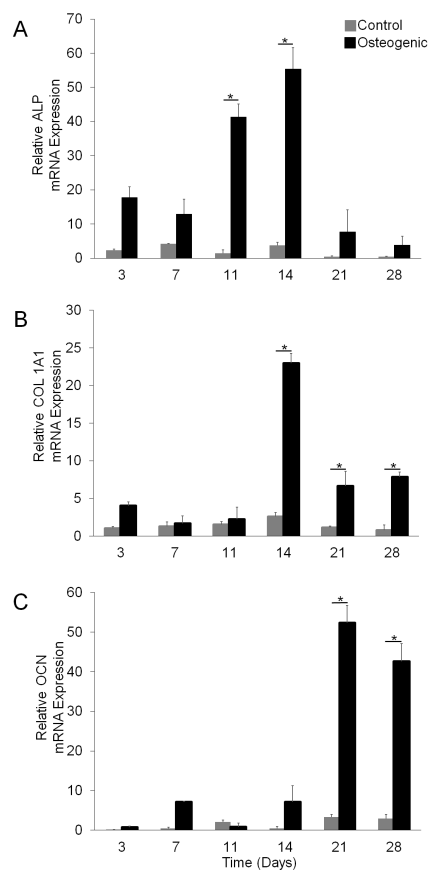 A
Control
Osteogenic
Relative ALP
mRNA Expression
70
60
50
40
30
20
10
0
*
*
3 7 11 14 21 28
B
Relative COL 1A1
mRNA Expression
30
25
20
15
10
5
0
*
*
*
3 7 11 14 21 28
C
Relative OCN
mRNA Expression
60
50
40
30
20
10
0
*
*
3 7 11 14 21 28
Time (Days)